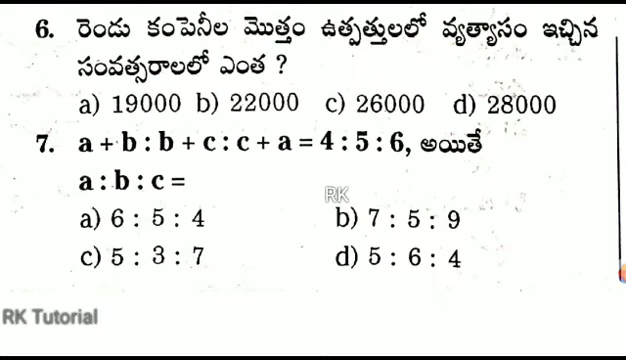 6. రెండు కంపెనీల మొత్తం ఉత్పత్తులలో వ్యత్యాసం ఇచ్చిన
సంవత్సరాలలో ఎంత ?
a) 19000 b) 22000 c) 26000 d) 28000
7. a + b : b + c : c + a = 4 : 5 : 6, అయితే
a : b : c =
RK
a) 6 : 5 : 4 b) 7 : 5 : 9
c) 5 : 3 : 7 d) 5 : 6 : 4
RK Tutorial